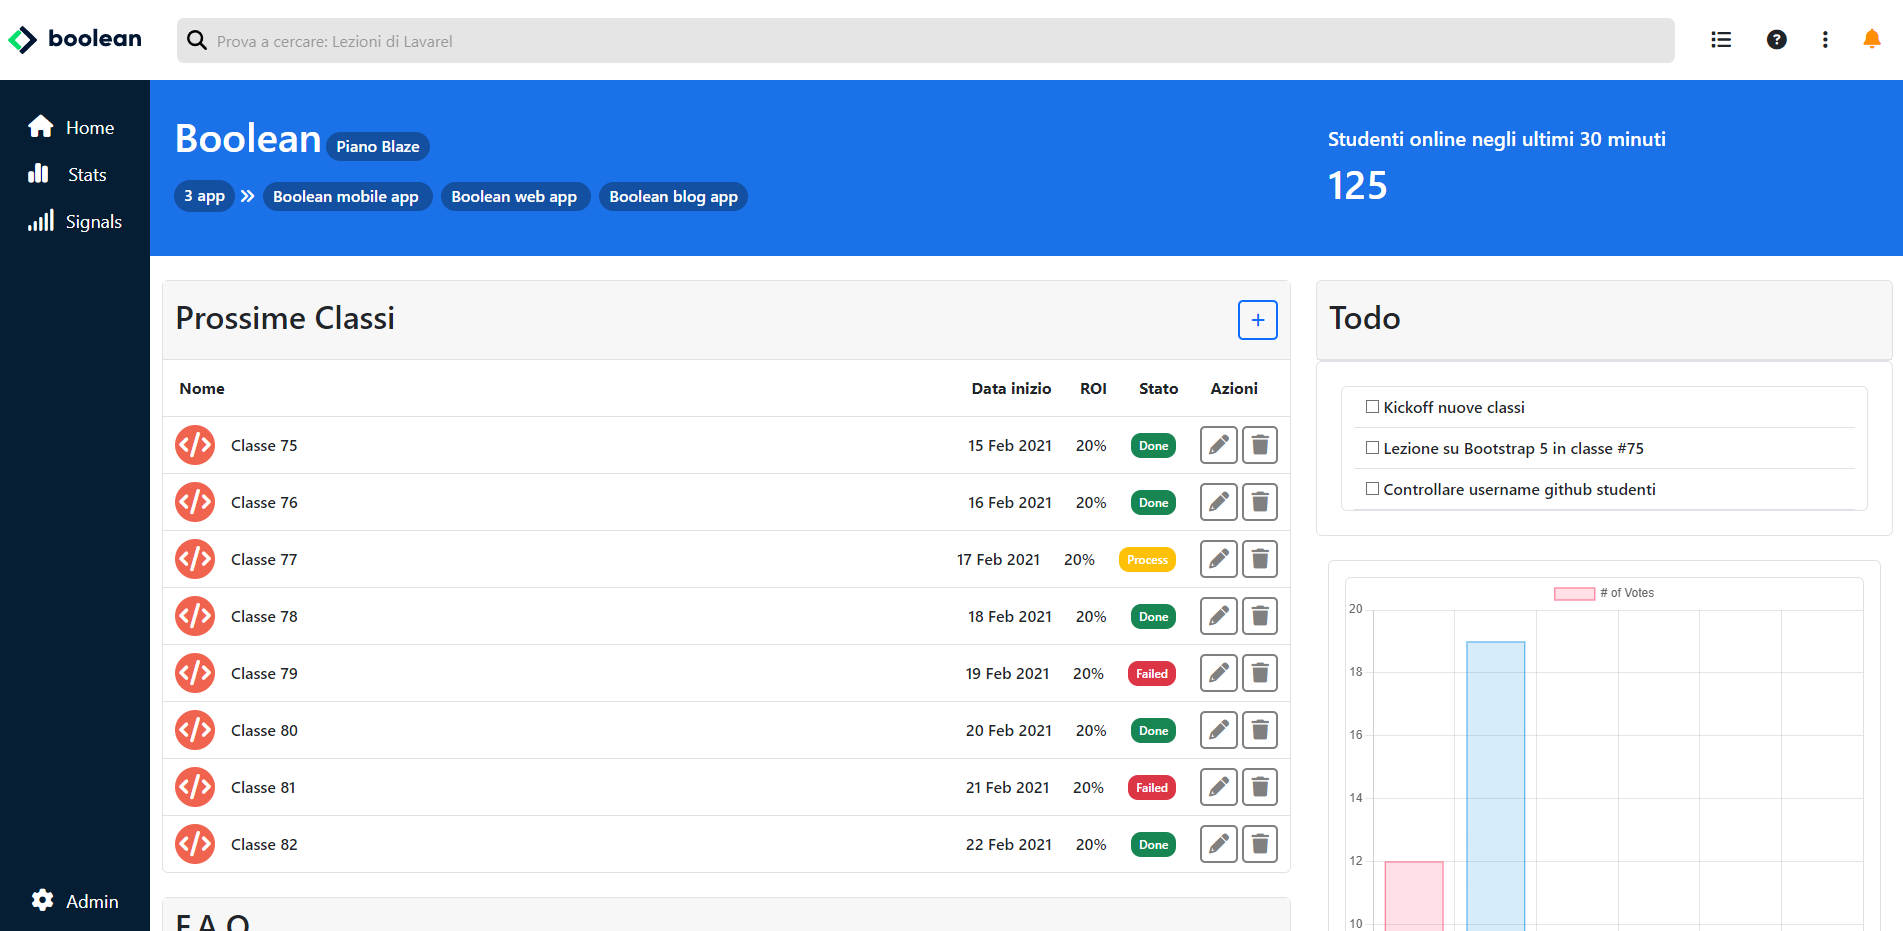 boolean
Prova a cercare: Lezioni di Lavarel
Home
Stats
Signals
Admin
Boolean Piano Blaze
3 app Boolean mobile app Boolean web app Boolean blog app
Studenti online negli ultimi 30 minuti
125
Prossime Classi
+
Nome Data inizio ROI Stato Azioni
Classe 75 15 Feb 2021 20% Done
Classe 76 16 Feb 2021 20% Done
Classe 77 17 Feb 2021 20% Process
Classe 78 18 Feb 2021 20% Done
Classe 79 19 Feb 2021 20% Failed
Classe 80 20 Feb 2021 20% Done
Classe 81 21 Feb 2021 20% Failed
Classe 82 22 Feb 2021 20% Done
F.A.Q
Todo
Kickoff nuove classi
Lezione su Bootstrap 5 in classe #75
Controllare username github studenti
# of Votes
20
18
16
14
12
10